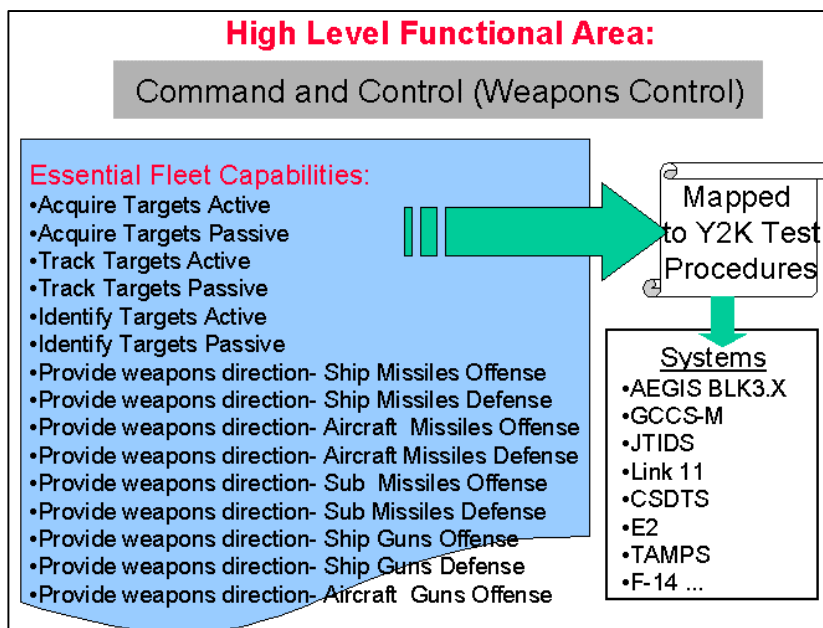 High Level Functional Area:
Command and Control (Weapons Control)
Essential Fleet Capabilities:
•Acquire Targets Active
•Acquire Targets Passive
•Track Targets Active
•Track Targets Passive
•Identify Targets Active
•Identify Targets Passive
•Provide weapons direction- Ship Missiles Offense
•Provide weapons direction- Ship Missiles Defense
•Provide weapons direction- Aircraft  Missiles Offense
•Provide weapons direction- Aircraft Missiles Defense
•Provide weapons direction- Sub  Missiles Offense
•Provide weapons direction- Sub Missiles Defense
•Provide weapons direction- Ship Guns Offense
•Provide weapons direction- Ship Guns Defense
•Provide weapons direction- Aircraft  Guns Offense
Mapped
to Y2K Test
Procedures
Systems
•AEGIS BLK3.X
•GCCS-M
•JTIDS
•Link 11
•CSDTS
•E2
•TAMPS
•F-14 ...